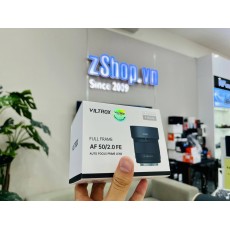 zShop.vn
Since 2009
VILTROX
FULL FRAME
AF 50/2.0 FE
AUTO FOCUS PRIME LENS